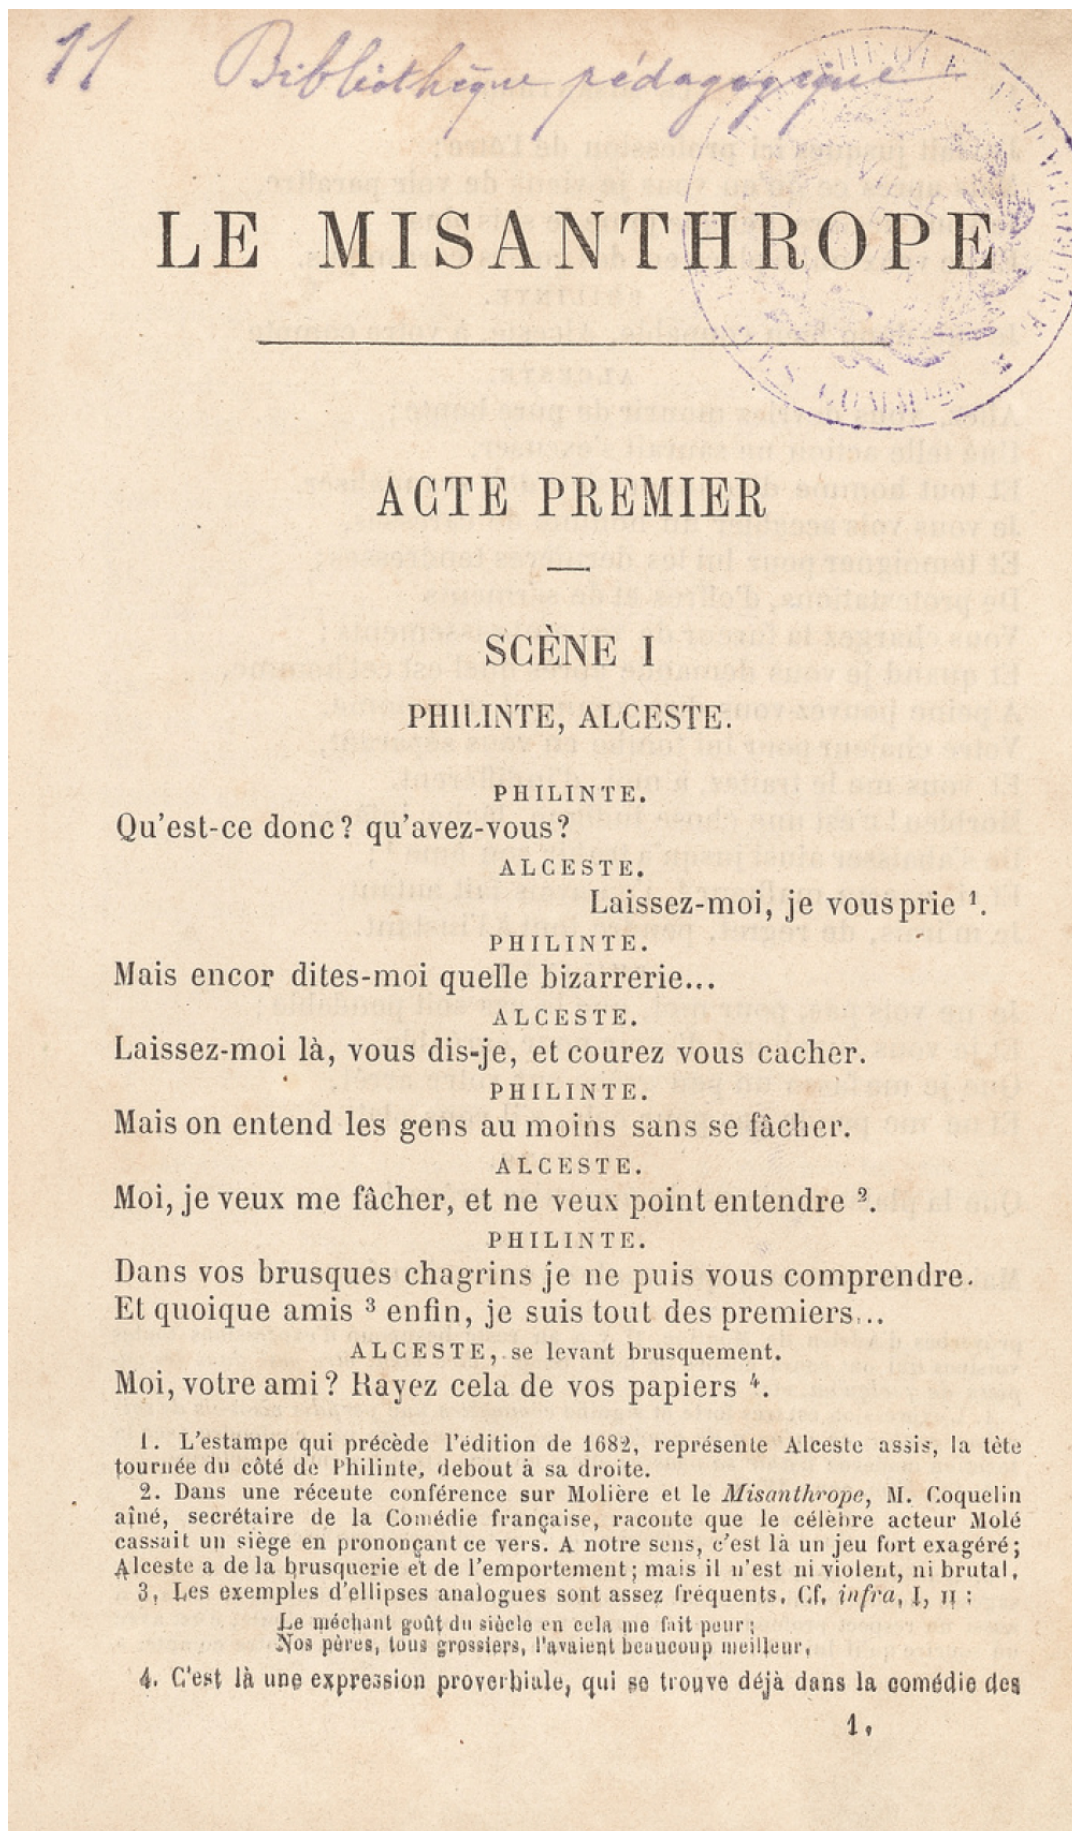 11 Bibliothèque pédagogique
LE MISANTHROPE
ACTE PREMIER
SCÈNE I
PHILINTE, ALCESTE.
PHILINTE.
Qu'est-ce donc? qu'avez-vous?
ALCESTE.
Laissez-moi, je vous prie ¹.
PHILINTE.
Mais encor dites-moi quelle bizarrerie...
ALCESTE.
Laissez-moi là, vous dis-je, et courez vous cacher.
PHILINTE.
Mais on entend les gens au moins sans se fâcher.
ALCESTE.
Moi, je veux me fâcher, et ne veux point entendre ².
PHILINTE.
Dans vos brusques chagrins je ne puis vous comprendre.
Et quoique amis ³ enfin, je suis tout des premiers...
ALCESTE, se levant brusquement.
Moi, votre ami? Rayez cela de vos papiers ⁴.
1. L'estampe qui précède l'édition de 1682, représente Alceste assis, la tête
tournée du côté de Philinte, debout à sa droite.
2. Dans une récente conférence sur Molière et le Misanthrope, M. Coquelin
aîné, secrétaire de la Comédie française, raconte que le célèbre acteur Molé
cassait un siège en prononçant ce vers. A notre sens, c'est là un jeu fort exagéré;
Alceste a de la brusquerie et de l'emportement; mais il n'est ni violent, ni brutal.
3. Les exemples d'ellipses analogues sont assez fréquents. Cf. infra, I, II :
Le méchant goût du siècle en cela me fait peur;
Nos pères, tous grossiers, l'avaient beaucoup meilleur.
4. C'est là une expression proverbiale, qui se trouve déjà dans la comédie des
1.